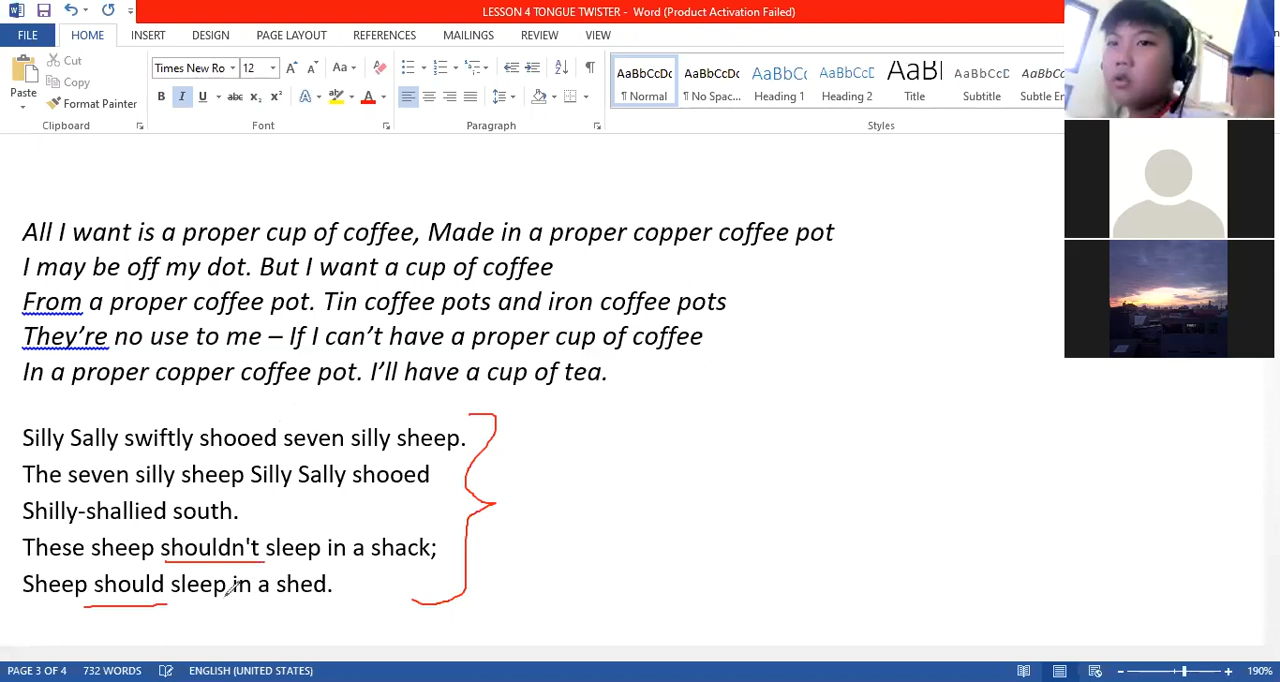 LESSON 4 TONGUE TWISTER - Word (Product Activation Failed)
FILE HOME INSERT DESIGN PAGE LAYOUT REFERENCES MAILINGS REVIEW VIEW
Cut
Copy
Paste
Format Painter
Times New Ro 12
Aa
B I U abc x₂ x² A A
AaBbCcDc AaBbCcDc AaBbCc AaBbCcD AaBl AaBbCcD AaBbCcDc
¶ Normal ¶ No Spac... Heading 1 Heading 2 Title Subtitle Subtle En
Clipboard Font Paragraph Styles
All I want is a proper cup of coffee, Made in a proper copper coffee pot
I may be off my dot. But I want a cup of coffee
From a proper coffee pot. Tin coffee pots and iron coffee pots
They’re no use to me – If I can’t have a proper cup of coffee
In a proper copper coffee pot. I’ll have a cup of tea.
Silly Sally swiftly shooed seven silly sheep.
The seven silly sheep Silly Sally shooed
Shilly-shallied south.
These sheep shouldn't sleep in a shack;
Sheep should sleep in a shed.
PAGE 3 OF 4 732 WORDS ENGLISH (UNITED STATES) 190%